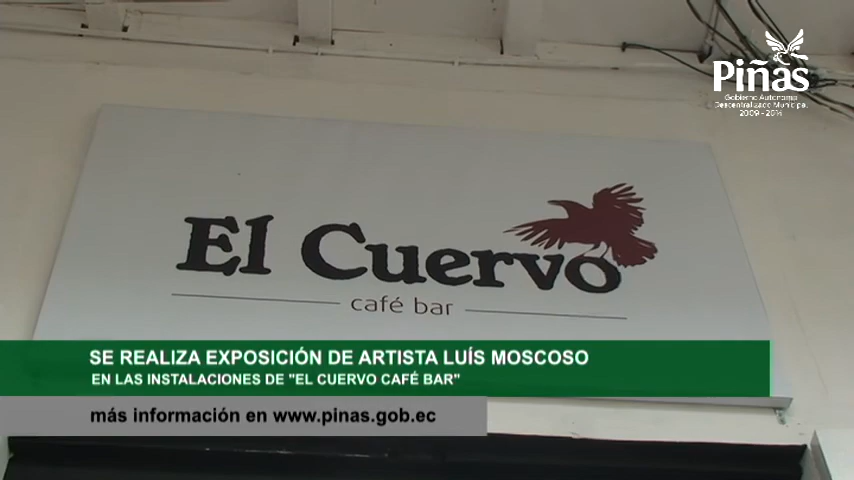 Piñas
Gobierno Autónomo
Descentralizado Municipal
2009 - 2014
El Cuervo
café bar
SE REALIZA EXPOSICIÓN DE ARTISTA LUÍS MOSCOSO
EN LAS INSTALACIONES DE "EL CUERVO CAFÉ BAR"
más información en www.pinas.gob.ec